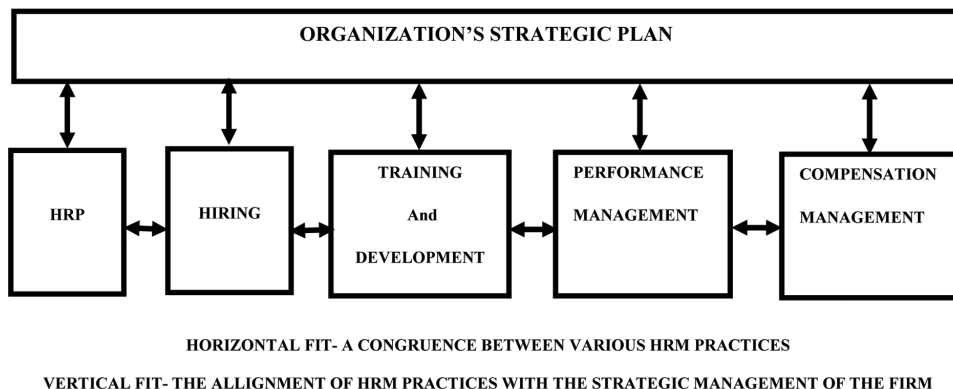 ORGANIZATION’S STRATEGIC PLAN
HRP
HIRING
TRAINING
And
DEVELOPMENT
PERFORMANCE
MANAGEMENT
COMPENSATION
MANAGEMENT
HORIZONTAL FIT- A CONGRUENCE BETWEEN VARIOUS HRM PRACTICES
VERTICAL FIT- THE ALLIGNMENT OF HRM PRACTICES WITH THE STRATEGIC MANAGEMENT OF THE FIRM